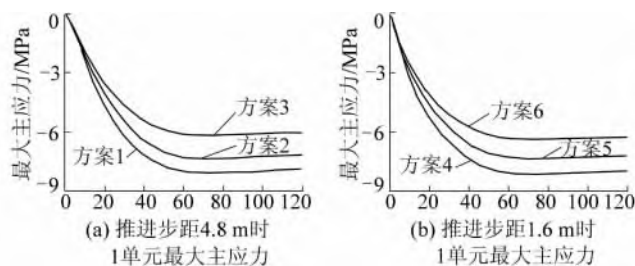 最大主应力/MPa
0
-3
-6
-9
方案3
方案2
方案1
0 20 40 60 80 100 120
(a) 推进步距4.8 m时
1单元最大主应力
最大主应力/MPa
0
-3
-6
-9
方案6
方案5
方案4
0 20 40 60 80 100 120
(b) 推进步距1.6 m时
1单元最大主应力